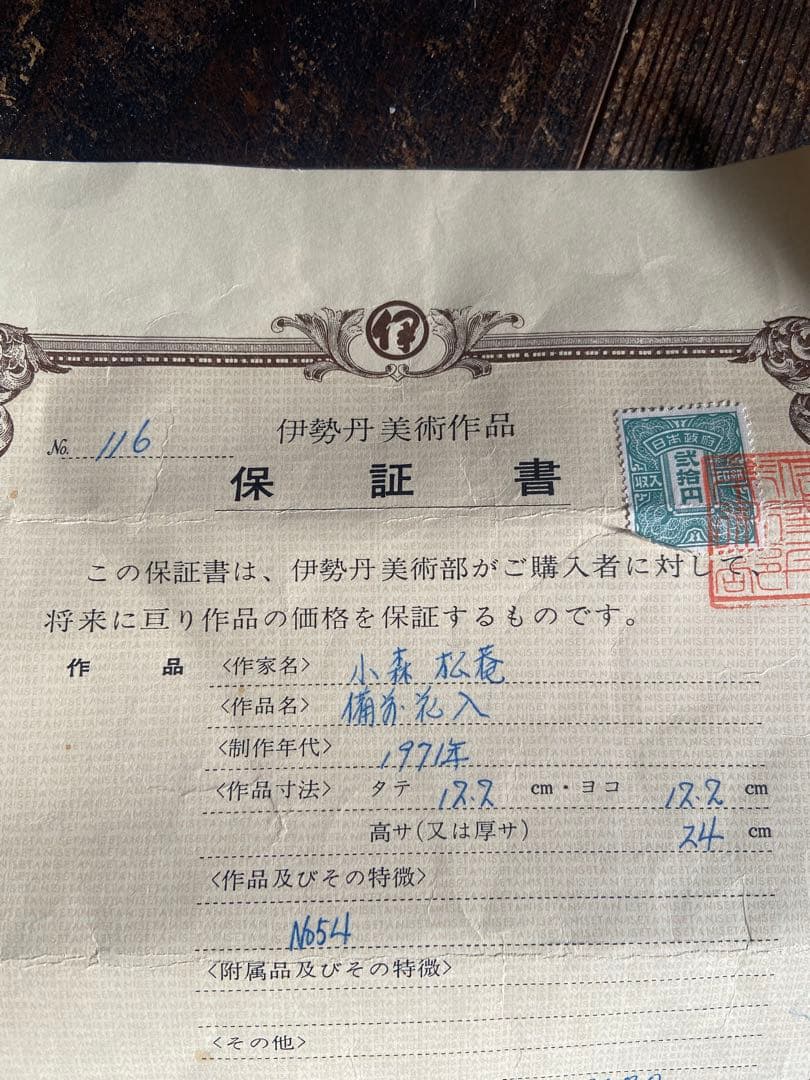 伊
No. 116
伊勢丹美術作品
保証書
日本政府
収入
弐拾円
この保証書は、伊勢丹美術部がご購入者に対して、
将来に亘り作品の価格を保証するものです。
作品 〈作家名〉 小森松菴
〈作品名〉 備前花入
〈制作年代〉 1971年
〈作品寸法〉 タテ 12.2 cm・ヨコ 12.2 cm
高サ(又は厚サ) 24 cm
〈作品及びその特徴〉
No54
〈附属品及びその特徴〉
〈その他〉